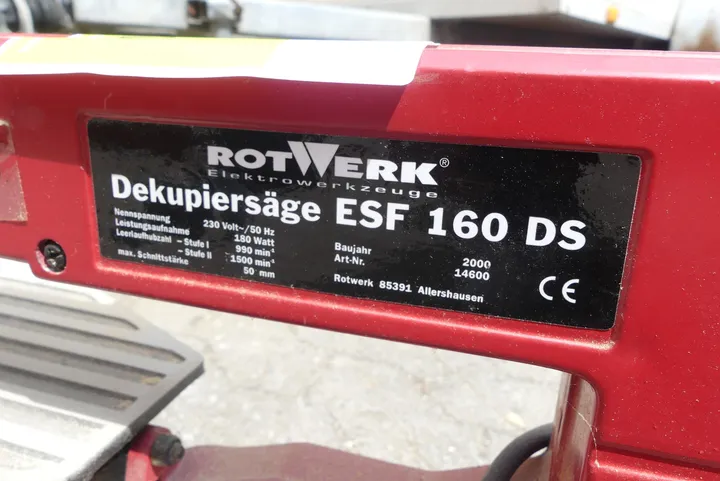 ROTWERK®
Elektrowerkzeuge
Dekupiersäge ESF 160 DS
Nennspannung 230 Volt~/50 Hz
Leistungsaufnahme 180 Watt
Leerlaufhubzahl - Stufe I 990 min⁻¹
- Stufe II 1500 min⁻¹
max. Schnittstärke 50 mm
Baujahr 2000
Art-Nr. 14600
Rotwerk 85391 Allershausen
CE